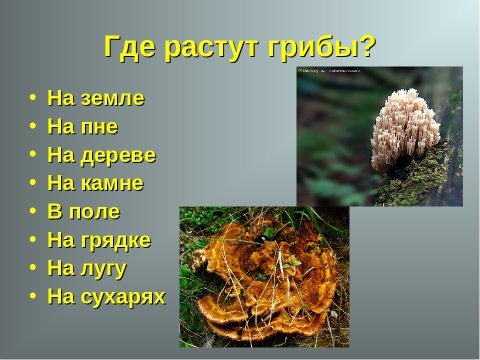 Где растут грибы?
• На земле
• На пне
• На дереве
• На камне
• В поле
• На грядке
• На лугу
• На сухарях